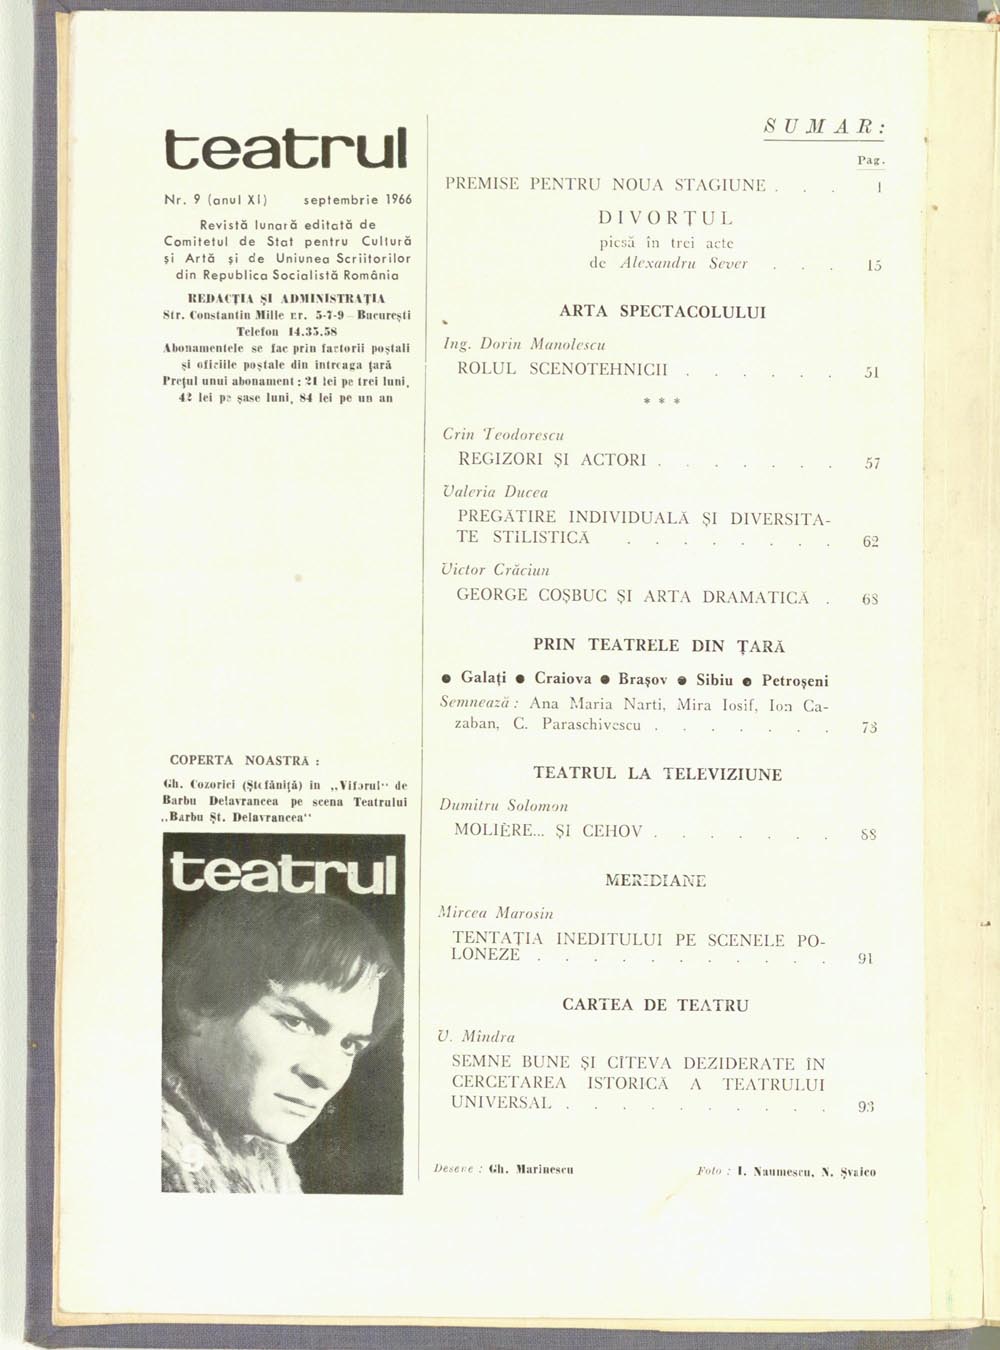 teatrul
Nr. 9 (anul XI) septembrie 1966
Revistă lunară editată de
Comitetul de Stat pentru Cultură
și Artă și de Uniunea Scriitorilor
din Republica Socialistă România
REDACȚIA ȘI ADMINISTRAȚIA
Str. Constantin Mille nr. 5-7-9 – București
Telefon 14.35.58
Abonamentele se fac prin factorii poștali
și oficiile poștale din întreaga țară
Prețul unui abonament : 21 lei pe trei luni,
42 lei pe șase luni, 84 lei pe un an
COPERTA NOASTRĂ :
Gh. Cozorici (Ștefăniță) în „Viforul“ de
Barbu Delavrancea pe scena Teatrului
„Barbu Șt. Delavrancea“
teatrul
9
SUMAR :
Pag.
PREMISE PENTRU NOUA STAGIUNE . . . 1
DIVORȚUL
piesă în trei acte
de Alexandru Sever . . . 15
ARTA SPECTACOLULUI
Ing. Dorin Manolescu
ROLUL SCENOTEHNICII . . . . . . 51
* * *
Crin Teodorescu
REGIZORI ȘI ACTORI . . . . . . . 57
Valeria Ducea
PREGĂTIRE INDIVIDUALĂ ȘI DIVERSITA-
TE STILISTICĂ . . . . . . . . 62
Victor Crăciun
GEORGE COȘBUC ȘI ARTA DRAMATICĂ . 68
PRIN TEATRELE DIN ȚARĂ
● Galați ● Craiova ● Brașov ● Sibiu ● Petroșeni
Semnează : Ana Maria Narti, Mira Iosif, Ion Ca-
zaban, C. Paraschivescu . . . . . . . 73
TEATRUL LA TELEVIZIUNE
Dumitru Solomon
MOLIÈRE... ȘI CEHOV . . . . . . . 88
MERIDIANE
Mircea Marosin
TENTAȚIA INEDITULUI PE SCENELE PO-
LONEZE . . . . . . . . . . . 91
CARTEA DE TEATRU
V. Mîndra
SEMNE BUNE ȘI CÎTEVA DEZIDERATE ÎN
CERCETAREA ISTORICĂ A TEATRULUI
UNIVERSAL . . . . . . . . . . 93
Desene : Gh. Marinescu Foto : I. Naumescu, N. Șvaico